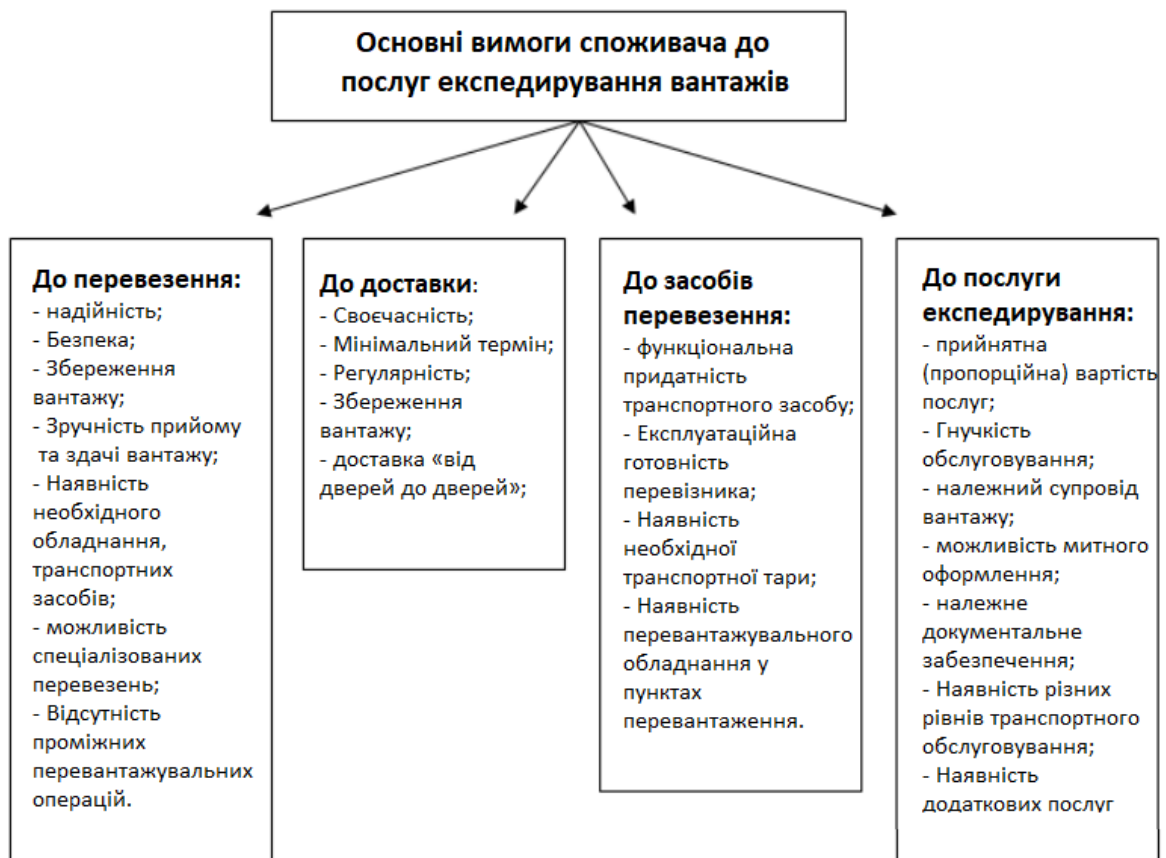 Основні вимоги споживача до
послуг експедирування вантажів
До перевезення:
- надійність;
- Безпека;
- Збереження
вантажу;
- Зручність прийому
та здачі вантажу;
- Наявність
необхідного
обладнання,
транспортних
засобів;
- можливість
спеціалізованих
перевезень;
- Відсутність
проміжних
перевантажувальних
операцій.
До доставки:
- Своєчасність;
- Мінімальний термін;
- Регулярність;
- Збереження
вантажу;
- доставка «від
дверей до дверей»;
До засобів
перевезення:
- функціональна
придатність
транспортного засобу;
- Експлуатаційна
готовність
перевізника;
- Наявність
необхідної
транспортної тари;
- Наявність
перевантажувального
обладнання у
пунктах
перевантаження.
До послуги
експедирування:
- прийнятна
(пропорційна) вартість
послуг;
- Гнучкість
обслуговування;
- належний супровід
вантажу;
- можливість митного
оформлення;
- належне
документальне
забезпечення;
- Наявність різних
рівнів транспортного
обслуговування;
- Наявність
додаткових послуг